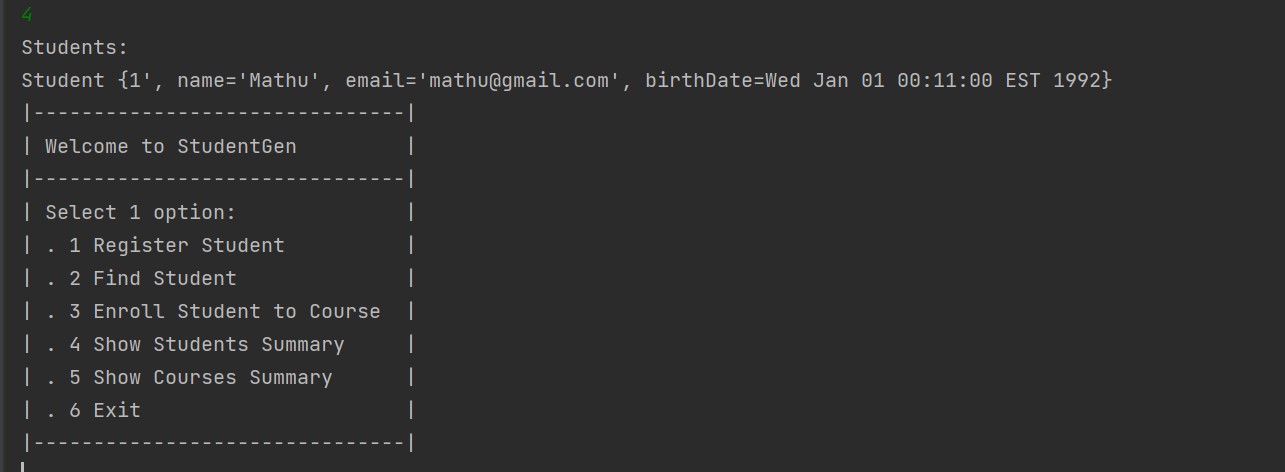 4
Students:
Student {1', name='Mathu', email='mathu@gmail.com', birthDate=Wed Jan 01 00:11:00 EST 1992}
|-------------------------------|
| Welcome to StudentGen         |
|-------------------------------|
| Select 1 option:              |
| . 1 Register Student          |
| . 2 Find Student              |
| . 3 Enroll Student to Course  |
| . 4 Show Students Summary     |
| . 5 Show Courses Summary      |
| . 6 Exit                      |
|-------------------------------|